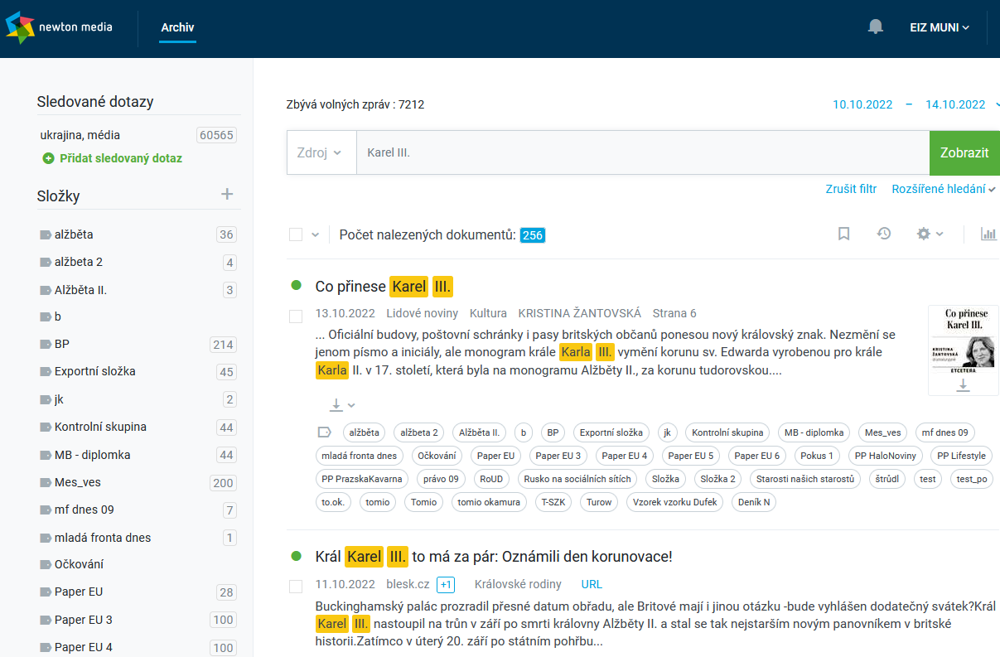 newton media
Archiv
EIZ MUNI
Sledované dotazy
ukrajina, média 60565
Přidat sledovaný dotaz
Složky
alžběta 36
alžbeta 2 4
Alžběta II. 3
b
BP 214
Exportní složka 45
jk 2
Kontrolní skupina 44
MB - diplomka 44
Mes_ves 200
mf dnes 09 7
mladá fronta dnes 1
Očkování
Paper EU 28
Paper EU 3 100
Paper EU 4 100
Zbývá volných zpráv : 7212
10.10.2022 – 14.10.2022
Zdroj Karel III. Zobrazit
Zrušit filtr Rozšířené hledání
Počet nalezených dokumentů: 256
Co přinese Karel III.
13.10.2022 Lidové noviny Kultura KRISTINA ŽANTOVSKÁ Strana 6
... Oficiální budovy, poštovní schránky i pasy britských občanů ponesou nový královský znak. Nezmění se
jenom písmo a iniciály, ale monogram krále Karla III. vymění korunu sv. Edwarda vyrobenou pro krále
Karla II. v 17. století, která byla na monogramu Alžběty II., za korunu tudorovskou....
Co přinese
Karel III.
KRISTINA
ŽANTOVSKÁ
dramaturgyně
ETCETERA
alžběta alžbeta 2 Alžběta II. b BP Exportní složka jk Kontrolní skupina MB - diplomka Mes_ves mf dnes 09
mladá fronta dnes Očkování Paper EU Paper EU 3 Paper EU 4 Paper EU 5 Paper EU 6 Pokus 1 PP HaloNoviny PP Lifestyle
PP PrazskaKavarna právo 09 RoUD Rusko na sociálních sítích Složka Složka 2 Starosti našich starostů štrůdl test test_po
to.ok. tomio Tomio tomio okamura T-SZK Turow Vzorek vzorku Dufek Deník N
Král Karel III. to má za pár: Oznámili den korunovace!
11.10.2022 blesk.cz +1 Královské rodiny URL
Buckinghamský palác prozradil přesné datum obřadu, ale Britové mají i jinou otázku -bude vyhlášen dodatečný svátek?Král
Karel III. nastoupil na trůn v září po smrti královny Alžběty II. a stal se tak nejstarším novým panovníkem v britské
historii.Zatímco v úterý 20. září po státním pohřbu...